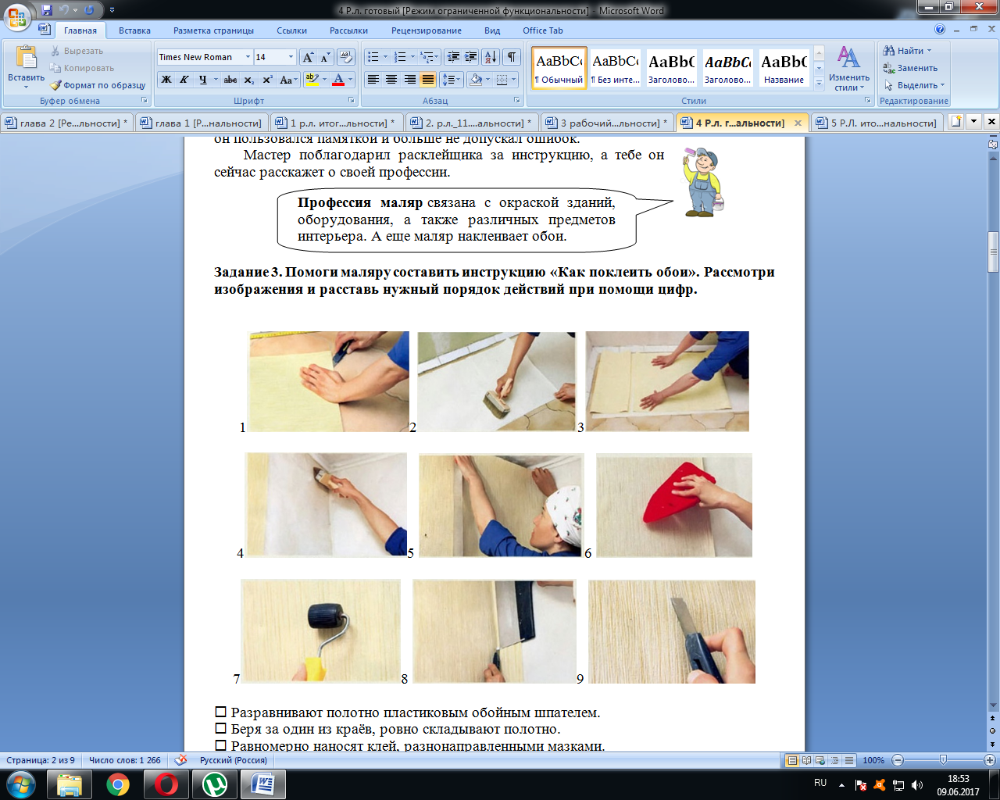 4 Р.л. готовый [Режим ограниченной функциональности] - Microsoft Word
Главная Вставка Разметка страницы Ссылки Рассылки Рецензирование Вид Office Tab
Вставить
Вырезать
Копировать
Формат по образцу
Буфер обмена
Times New Roman 14
Ж К Ч abc x₂ x² Aa ab A
Шрифт
Абзац
AaBbCc AaBbCc AaBbC AaBbCc AaBbC
¶ Обычный ¶ Без инте... Заголово... Заголово... Название
Изменить стили
Стили
Найти
Заменить
Выделить
Редактирование
глава 2 [Ре...льности] * глава 1 [Р...нальности] 1 р.л. итог...льности] * 2. р.л._11....альности] * 3 рабочий...льности] * 4 Р.л. г...альности] 5 Р.Л. ито...нальности]
он пользовался памяткой и больше не допускал ошибок.
Мастер поблагодарил расклейщика за инструкцию, а тебе он
сейчас расскажет о своей профессии.
Профессия маляр связана с окраской зданий,
оборудования, а также различных предметов
интерьера. А еще маляр наклеивает обои.
Задание 3. Помоги маляру составить инструкцию «Как поклеить обои». Рассмотри
изображения и расставь нужный порядок действий при помощи цифр.
1 2 3
4 5 6
7 8 9
Разравнивают полотно пластиковым обойным шпателем.
Беря за один из краёв, ровно складывают полотно.
Равномерно наносят клей, разнонаправленными мазками.
Страница: 2 из 9 Число слов: 1 266 Русский (Россия) 100%
RU 18:53
09.06.2017